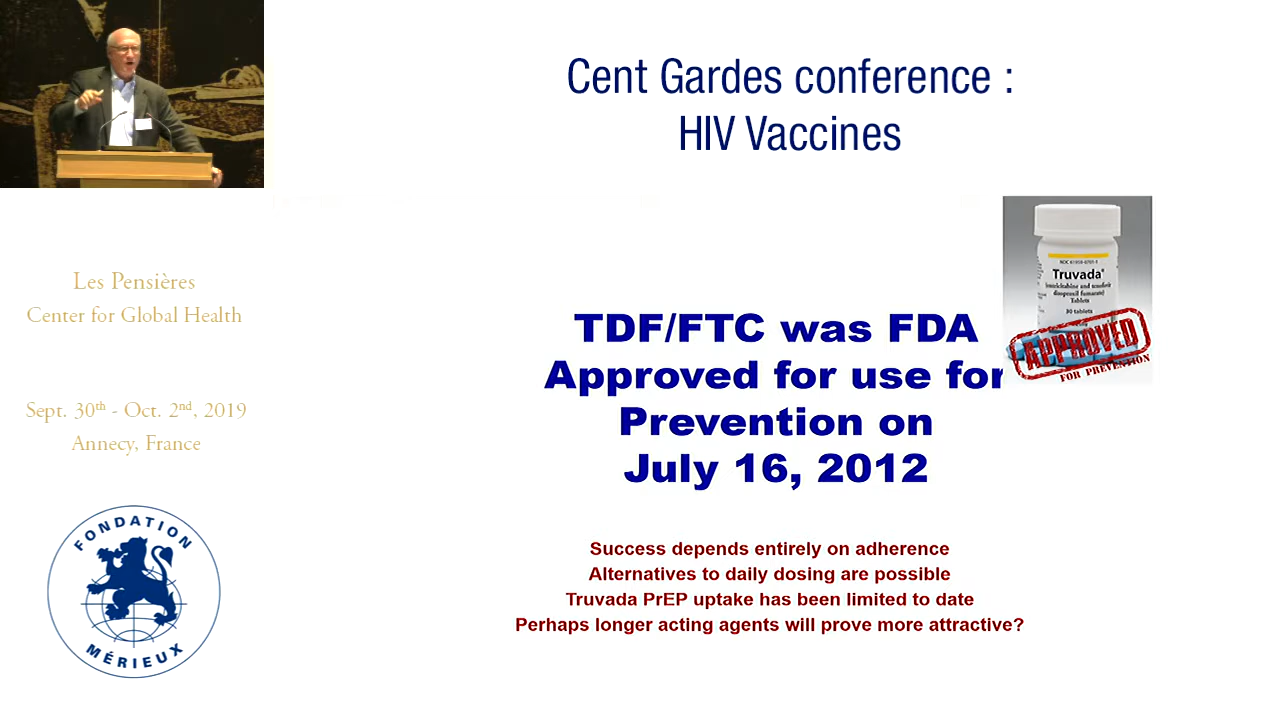 Cent Gardes conference :
HIV Vaccines
Les Pensières
Center for Global Health
Sept. 30th - Oct. 2nd, 2019
Annecy, France
FONDATION
MÉRIEUX
Truvada®
30 tablets
APPROVED
FOR PREVENTION
TDF/FTC was FDA
Approved for use for
Prevention on
July 16, 2012
Success depends entirely on adherence
Alternatives to daily dosing are possible
Truvada PrEP uptake has been limited to date
Perhaps longer acting agents will prove more attractive?